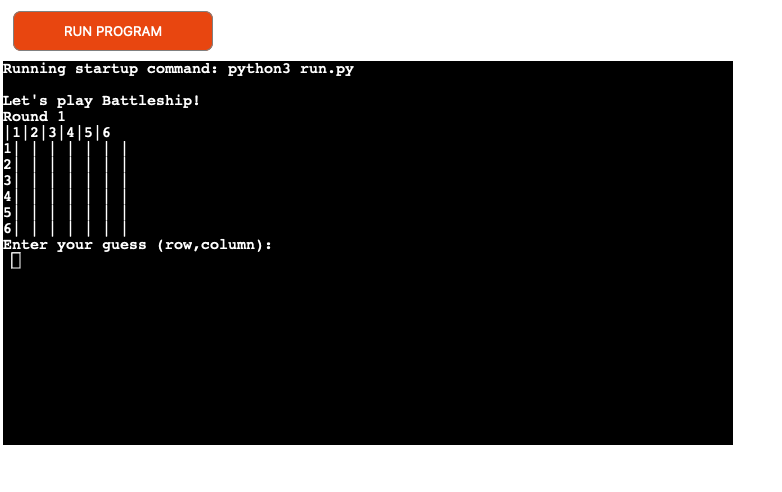 RUN PROGRAM
Running startup command: python3 run.py
Let's play Battleship!
Round 1
|1|2|3|4|5|6
1| | | | | | |
2| | | | | | |
3| | | | | | |
4| | | | | | |
5| | | | | | |
6| | | | | | |
Enter your guess (row,column):